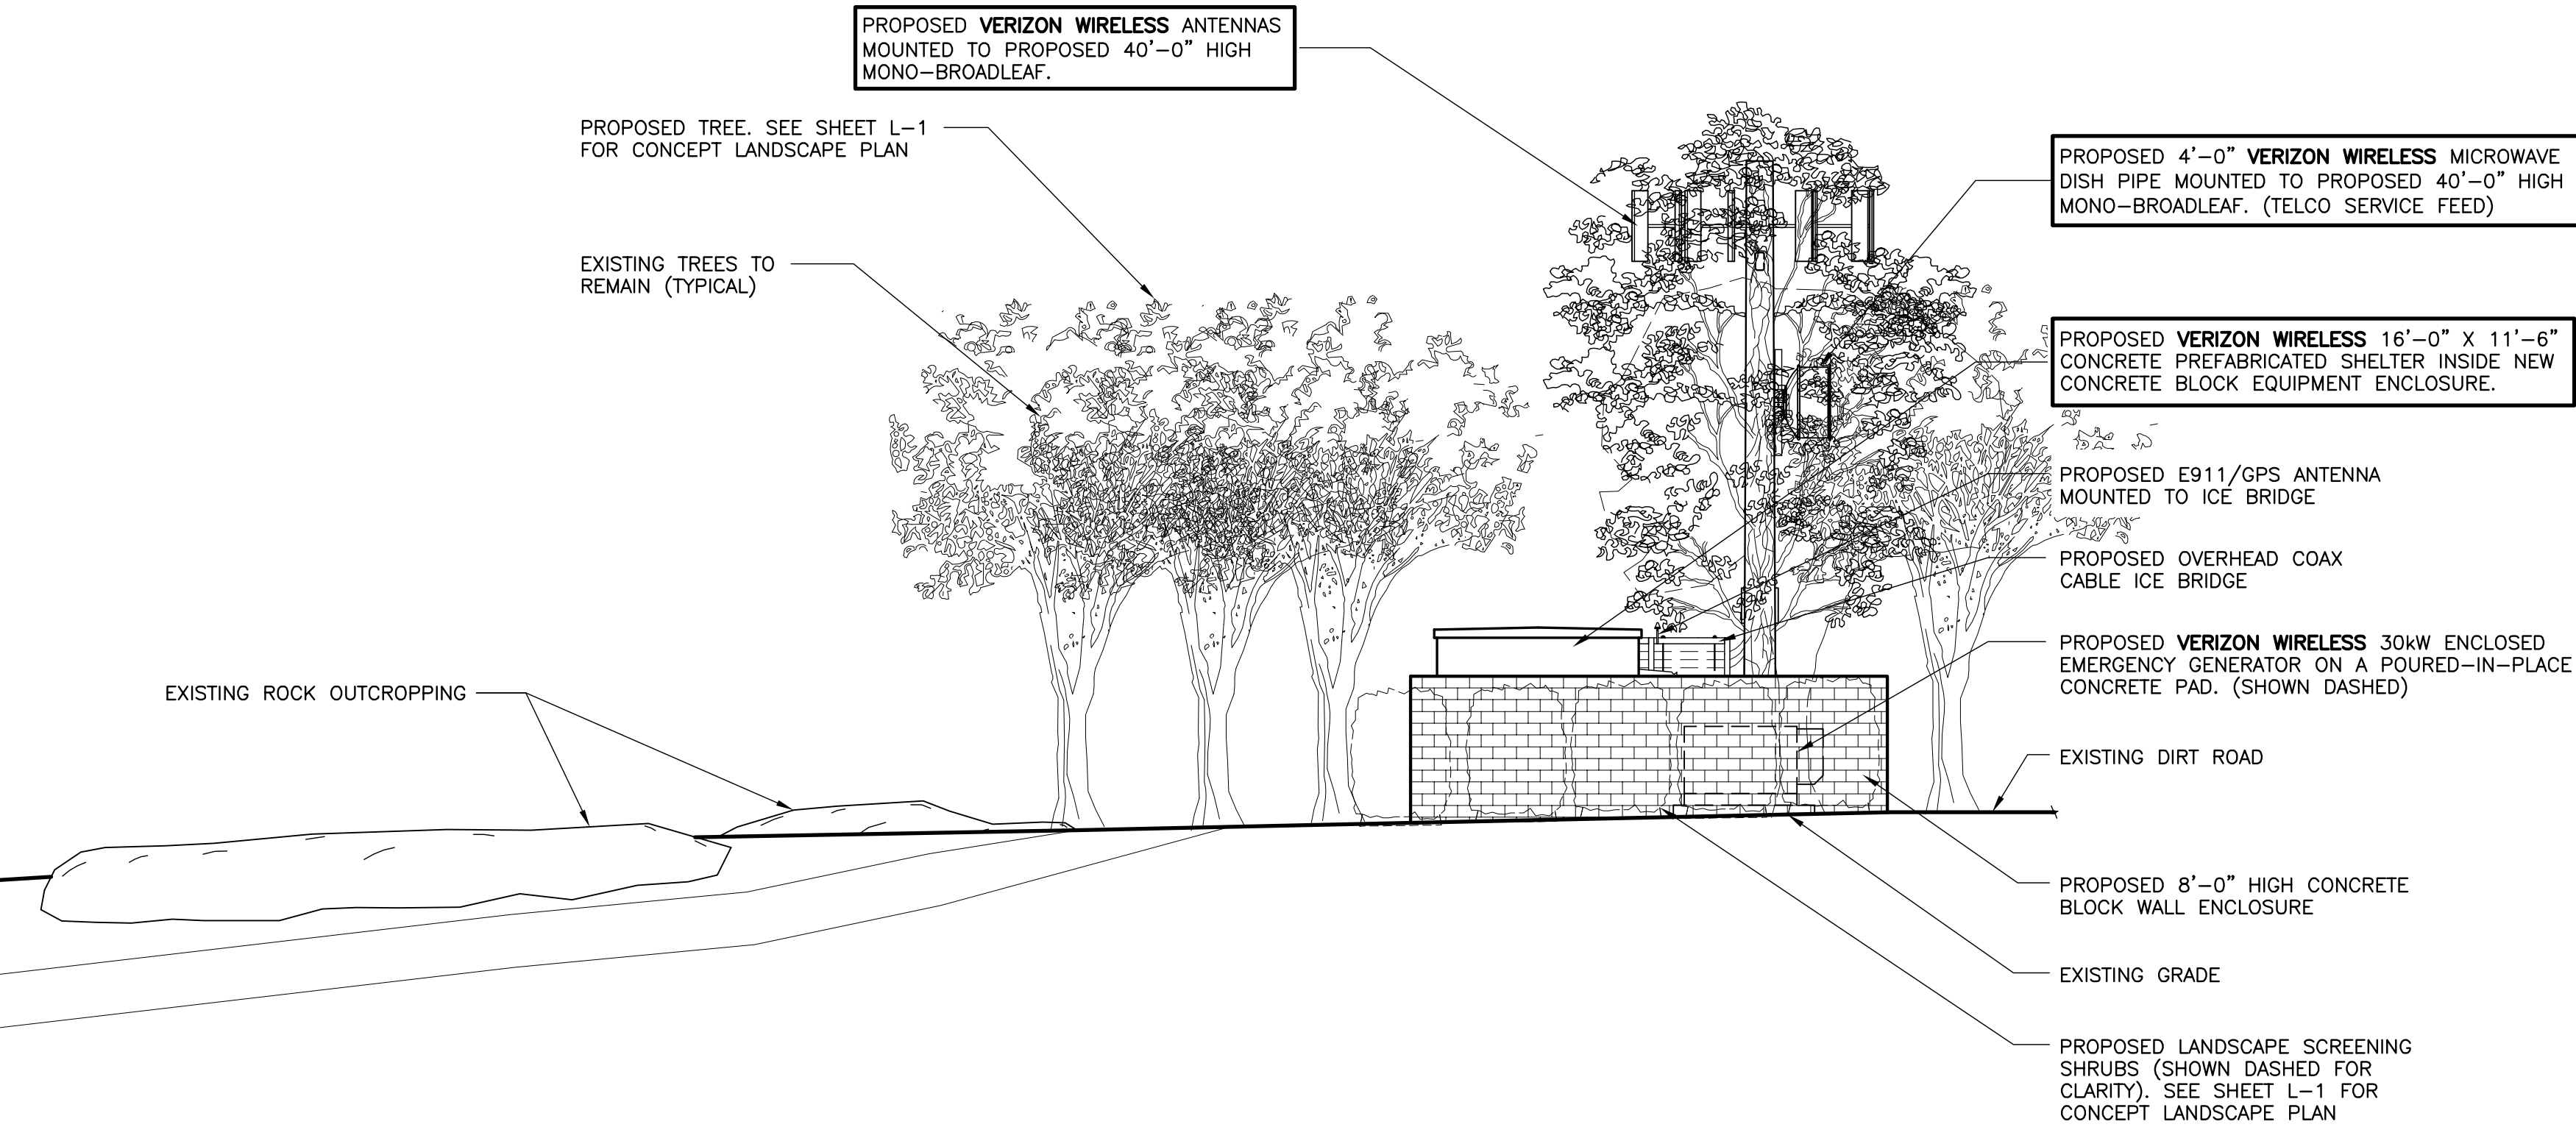 PROPOSED VERIZON WIRELESS ANTENNAS
MOUNTED TO PROPOSED 40'-0" HIGH
MONO-BROADLEAF.
PROPOSED TREE. SEE SHEET L-1
FOR CONCEPT LANDSCAPE PLAN
EXISTING TREES TO
REMAIN (TYPICAL)
EXISTING ROCK OUTCROPPING
PROPOSED 4'-0" VERIZON WIRELESS MICROWAVE
DISH PIPE MOUNTED TO PROPOSED 40'-0" HIGH
MONO-BROADLEAF. (TELCO SERVICE FEED)
PROPOSED VERIZON WIRELESS 16'-0" X 11'-6"
CONCRETE PREFABRICATED SHELTER INSIDE NEW
CONCRETE BLOCK EQUIPMENT ENCLOSURE.
PROPOSED E911/GPS ANTENNA
MOUNTED TO ICE BRIDGE
PROPOSED OVERHEAD COAX
CABLE ICE BRIDGE
PROPOSED VERIZON WIRELESS 30kW ENCLOSED
EMERGENCY GENERATOR ON A POURED-IN-PLACE
CONCRETE PAD. (SHOWN DASHED)
EXISTING DIRT ROAD
PROPOSED 8'-0" HIGH CONCRETE
BLOCK WALL ENCLOSURE
EXISTING GRADE
PROPOSED LANDSCAPE SCREENING
SHRUBS (SHOWN DASHED FOR
CLARITY). SEE SHEET L-1 FOR
CONCEPT LANDSCAPE PLAN